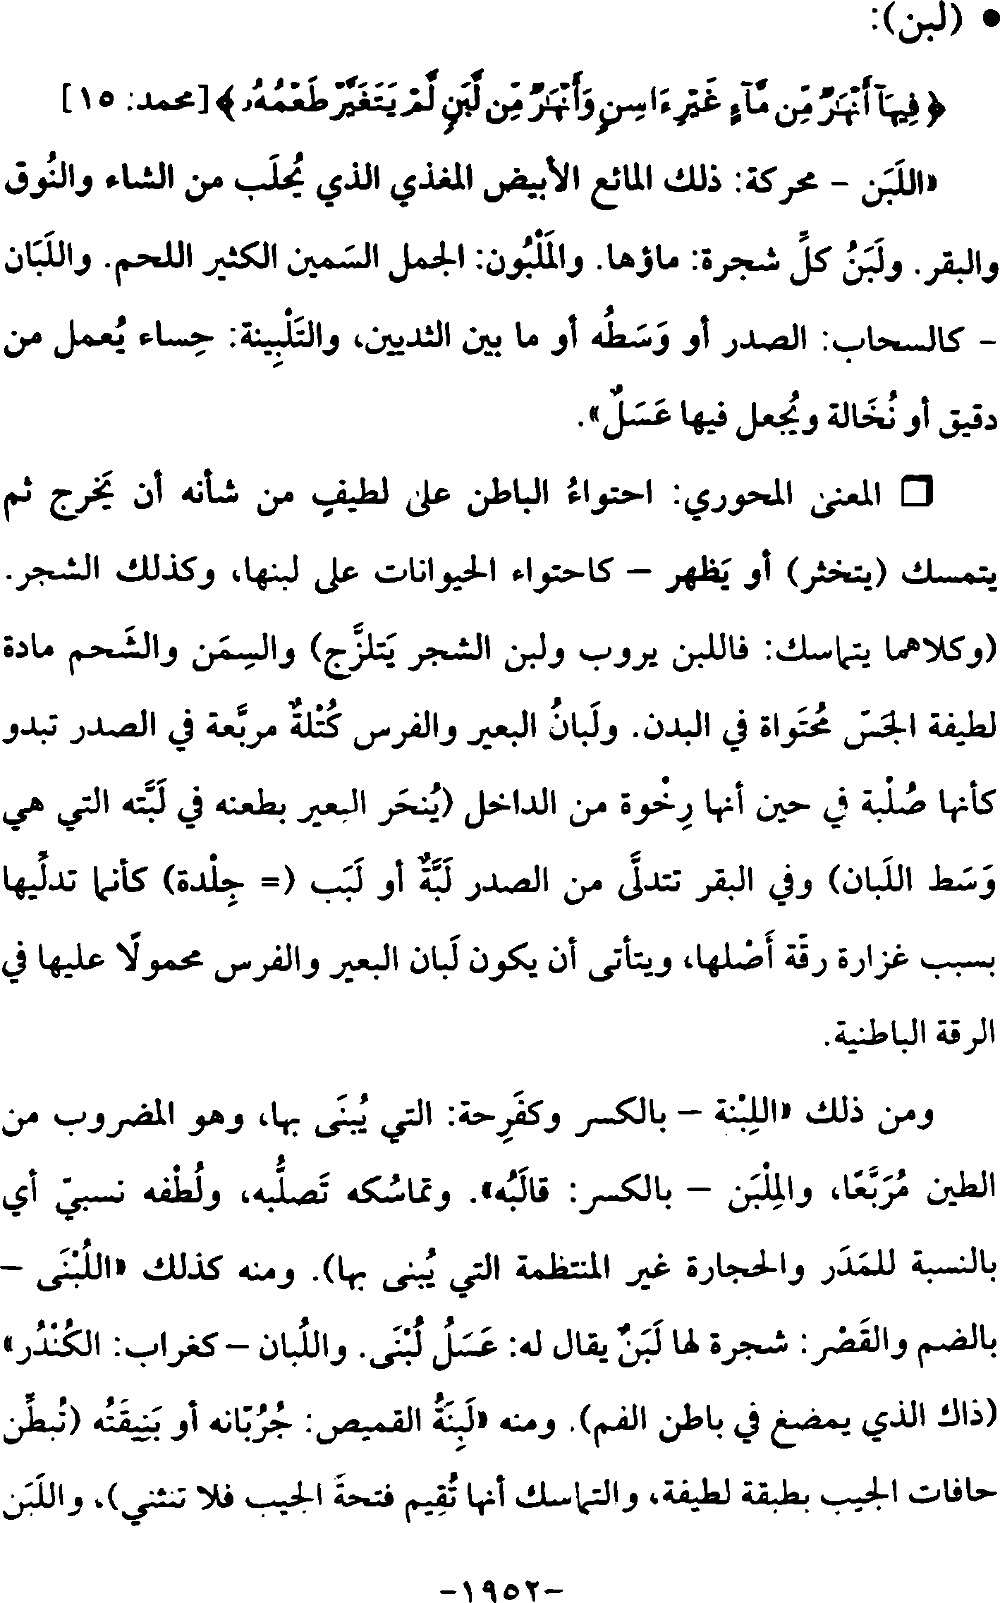 • (لبن):
﴿فِيهَآ أَنْهَٰرٌ مِّن مَّآءٍ غَيْرِ ءَاسِنٍ وَأَنْهَٰرٌ مِّن لَّبَنٍ لَّمْ يَتَغَيَّرْ طَعْمُهُۥ﴾ [محمد: ١٥]
«اللَبَن - محركة: ذلك المائع الأبيض المغذي الذي يُحلَب من الشاء والنُوق
والبقر. ولَبَنُ كلِّ شجرة: ماؤها. والمَلْبُون: الجمل السَمين الكثير اللحم. واللَبَان
- كالسحاب: الصدر أو وَسَطُه أو ما بين الثديين، والتَلْبِينة: حِساء يُعمل من
دقيق أو نُخَالة ويُجعل فيها عَسَلٌ».
□ المعنى المحوري: احتواءُ الباطن على لطيفٍ من شأنه أن يَخرج ثم
يتمسك (يتخثر) أو يَظهر – كاحتواء الحيوانات على لبنها، وكذلك الشجر.
(وكلاهما يتماسك: فاللبن يروب ولبن الشجر يَتلزَّج) والسِمَن والشَحم مادة
لطيفة الجَسّ مُحتَواة في البدن. ولَبانُ البعير والفرس كُتْلةٌ مربَّعة في الصدر تبدو
كأنها صُلْبة في حين أنها رِخْوة من الداخل (يُنحَر البعير بطعنه في لَبَّته التي هي
وَسَط اللَبان) وفي البقر تتدلَّى من الصدر لَبَّةٌ أو لَبَب (= جِلْدة) كأنما تدلِّيها
بسبب غزارة رقّة أَصْلها، ويتأتى أن يكون لَبان البعير والفرس محمولًا عليها في
الرقة الباطنية.
ومن ذلك «اللِبْنة – بالكسر وكفَرِحة: التي يُبنَى بها، وهو المضروب من
الطين مُرَبَّعًا، والمِلْبَن – بالكسر: قالَبُه». وتماسُكه تَصلُّبه، ولُطْفه نسبيّ أي
بالنسبة للمَدَر والحجارة غير المنتظمة التي يُبنى بها). ومنه كذلك «اللُبْنَى –
بالضم والقَصْر: شجرة لها لَبَنٌ يقال له: عَسَلُ لُبْنَى. واللُبان – كغراب: الكُنْدُر»
(ذاك الذي يمضغ في باطن الفم). ومنه «لَبِنَةُ القميص: جُرُبّانه أو بَنِيقَتُه (تُبطِّن
حافات الجيب بطبقة لطيفة، والتماسك أنها تُقِيم فتحةَ الجيب فلا تنثني)، واللَبَن
-١٩٥٢-